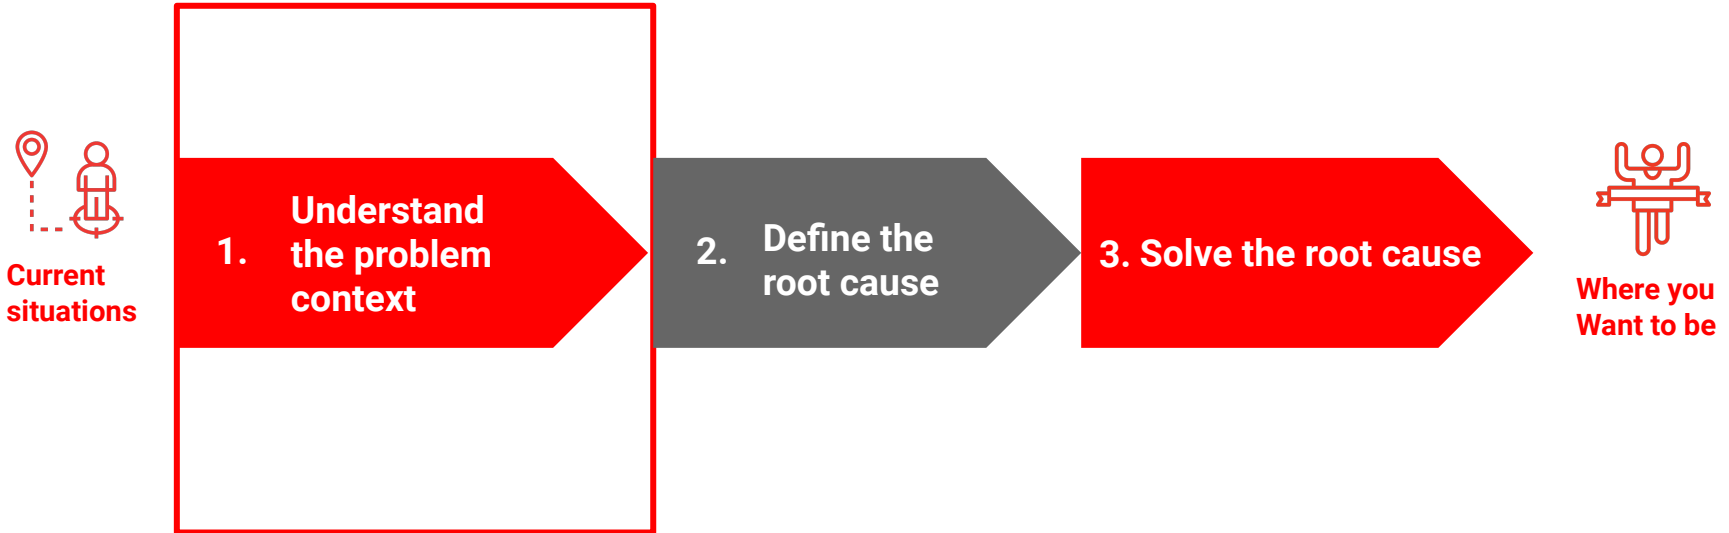 Current
situations
1.
Understand
the problem
context
2.
Define the
root cause
3. Solve the root cause
Where you
Want to be